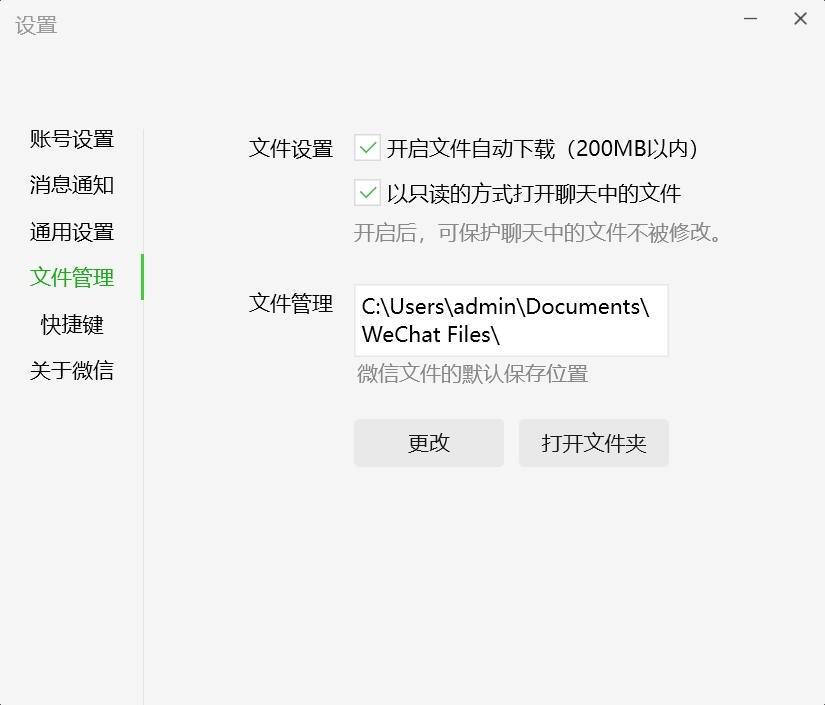 设置
账号设置
消息通知
通用设置
文件管理
快捷键
关于微信
文件设置
开启文件自动下载（200MB以内）
以只读的方式打开聊天中的文件
开启后，可保护聊天中的文件不被修改。
文件管理
C:\Users\admin\Documents\
WeChat Files\
微信文件的默认保存位置
更改
打开文件夹